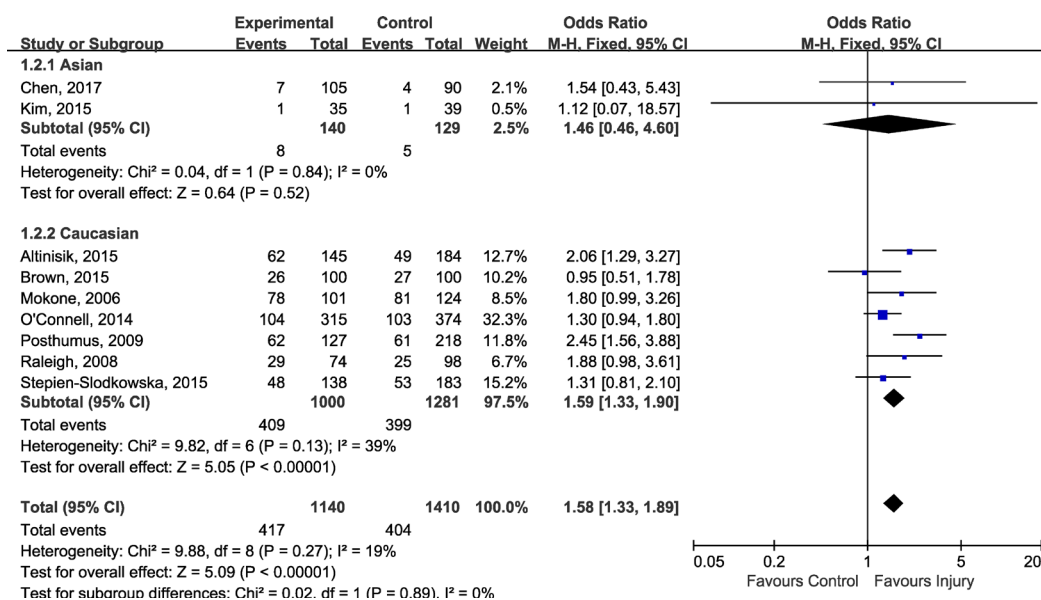 Experimental Control Odds Ratio Odds Ratio
Study or Subgroup Events Total Events Total Weight M-H, Fixed, 95% CI M-H, Fixed, 95% CI
1.2.1 Asian
Chen, 2017 7 105 4 90 2.1% 1.54 [0.43, 5.43]
Kim, 2015 1 35 1 39 0.5% 1.12 [0.07, 18.57]
Subtotal (95% CI) 140 129 2.5% 1.46 [0.46, 4.60]
Total events 8 5
Heterogeneity: Chi² = 0.04, df = 1 (P = 0.84); I² = 0%
Test for overall effect: Z = 0.64 (P = 0.52)
1.2.2 Caucasian
Altinisik, 2015 62 145 49 184 12.7% 2.06 [1.29, 3.27]
Brown, 2015 26 100 27 100 10.2% 0.95 [0.51, 1.78]
Mokone, 2006 78 101 81 124 8.5% 1.80 [0.99, 3.26]
O'Connell, 2014 104 315 103 374 32.3% 1.30 [0.94, 1.80]
Posthumus, 2009 62 127 61 218 11.8% 2.45 [1.56, 3.88]
Raleigh, 2008 29 74 25 98 6.7% 1.88 [0.98, 3.61]
Stepien-Slodkowska, 2015 48 138 53 183 15.2% 1.31 [0.81, 2.10]
Subtotal (95% CI) 1000 1281 97.5% 1.59 [1.33, 1.90]
Total events 409 399
Heterogeneity: Chi² = 9.82, df = 6 (P = 0.13); I² = 39%
Test for overall effect: Z = 5.05 (P < 0.00001)
Total (95% CI) 1140 1410 100.0% 1.58 [1.33, 1.89]
Total events 417 404
Heterogeneity: Chi² = 9.88, df = 8 (P = 0.27); I² = 19%
Test for overall effect: Z = 5.09 (P < 0.00001)
Test for subgroup differences: Chi² = 0.02, df = 1 (P = 0.89), I² = 0%
0.05 0.2 1 5 20
Favours Control Favours Injury